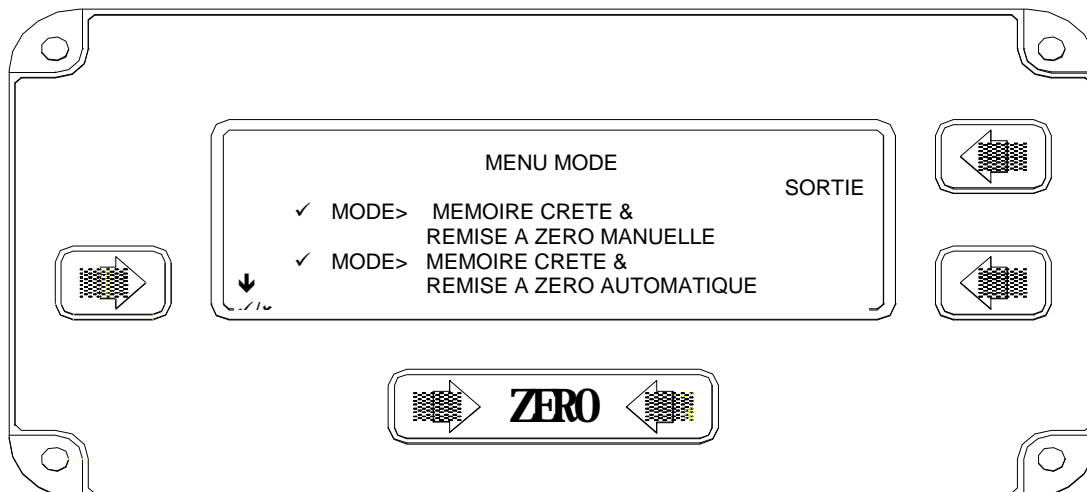 MENU MODE
SORTIE
✓ MODE> MEMOIRE CRETE &
REMISE A ZERO MANUELLE
✓ MODE> MEMOIRE CRETE &
REMISE A ZERO AUTOMATIQUE
ZERO